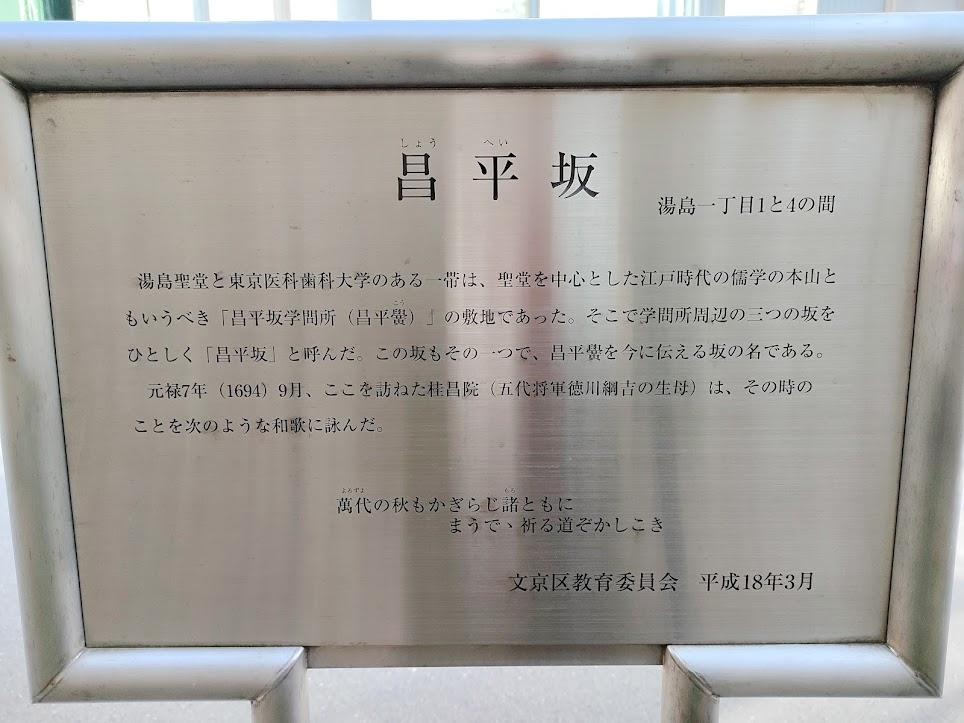 しょう へい
昌平坂
湯島一丁目1と4の間
湯島聖堂と東京医科歯科大学のある一帯は、聖堂を中心とした江戸時代の儒学の本山と
こう
もいうべき「昌平坂学問所(昌平黌)」の敷地であった。そこで学問所周辺の三つの坂を
ひとしく「昌平坂」と呼んだ。この坂もその一つで、昌平黌を今に伝える坂の名である。
元禄7年(1694)9月、ここを訪ねた桂昌院(五代将軍徳川綱吉の生母)は、その時の
ことを次のような和歌に詠んだ。
よろずよ もろ
萬代の秋もかぎらじ諸ともに
まうでゝ祈る道ぞかしこき
文京区教育委員会 平成18年3月